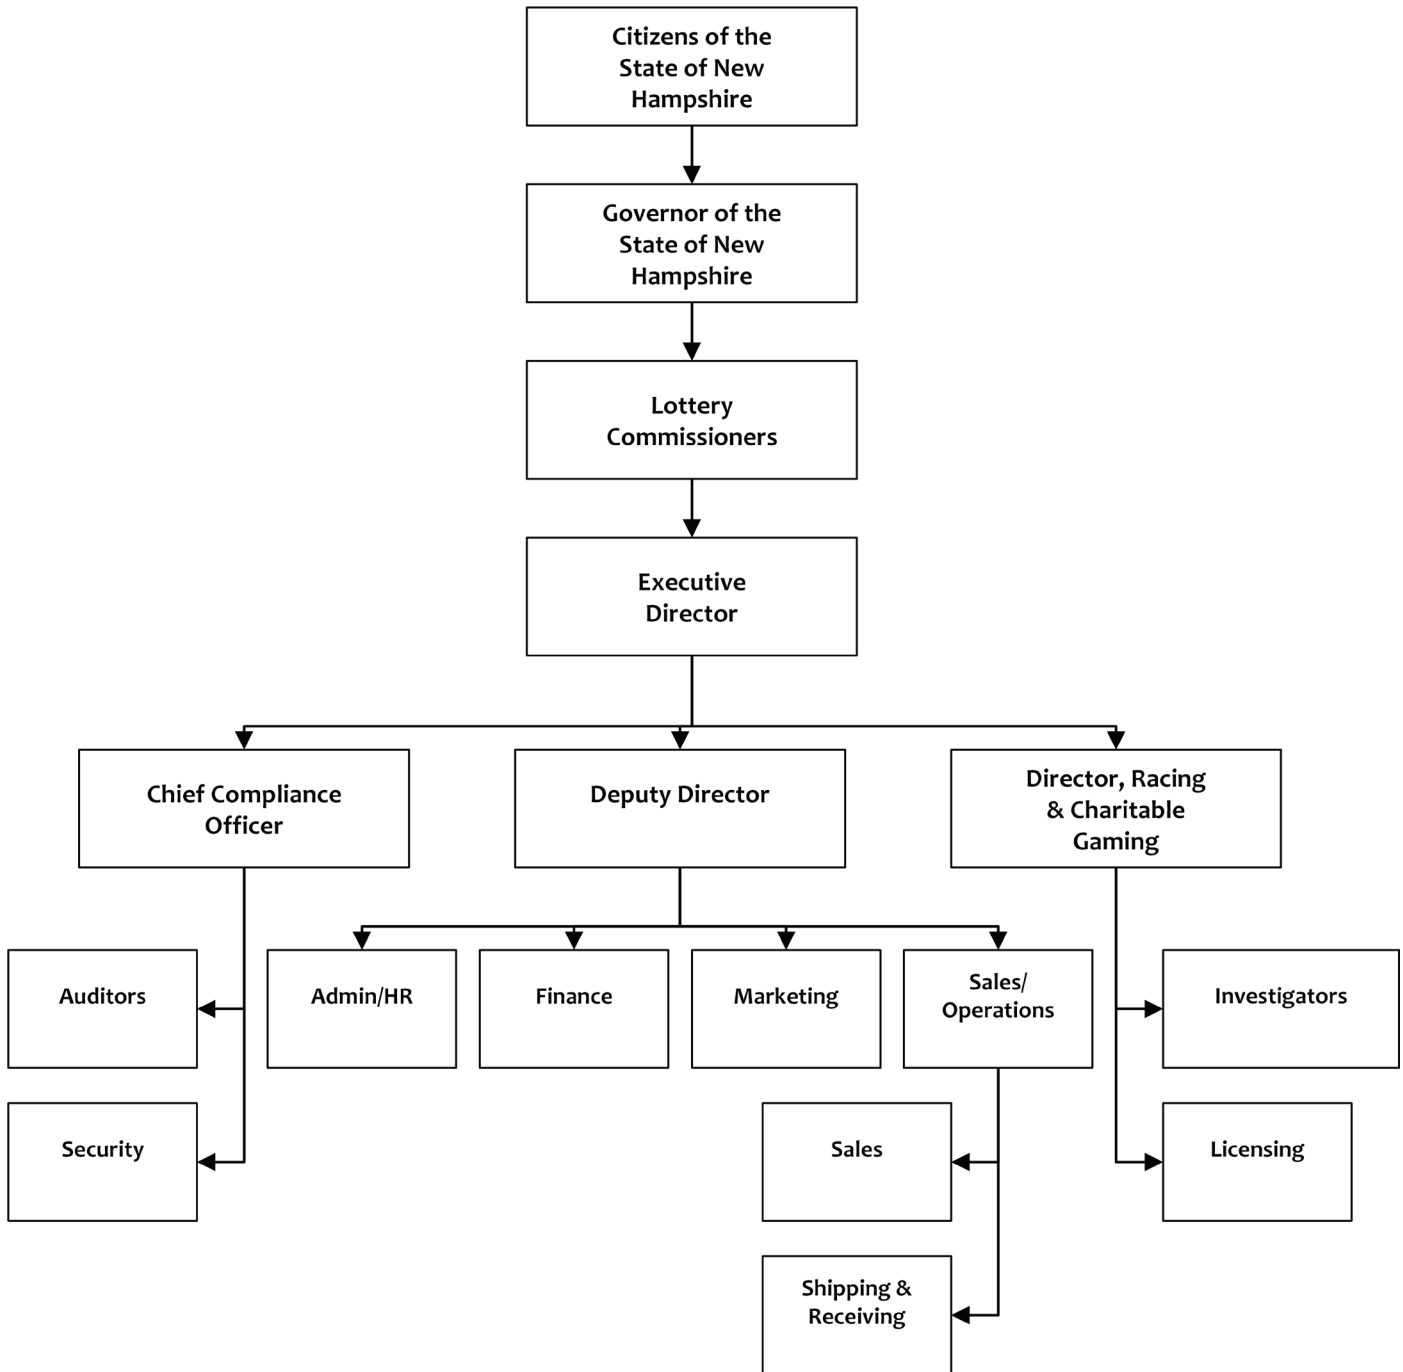 Citizens of the
State of New
Hampshire
Governor of the
State of New
Hampshire
Lottery
Commissioners
Executive
Director
Chief Compliance
Officer
Deputy Director
Director, Racing
& Charitable
Gaming
Auditors
Admin/HR
Finance
Marketing
Sales/
Operations
Investigators
Security
Sales
Licensing
Shipping &
Receiving